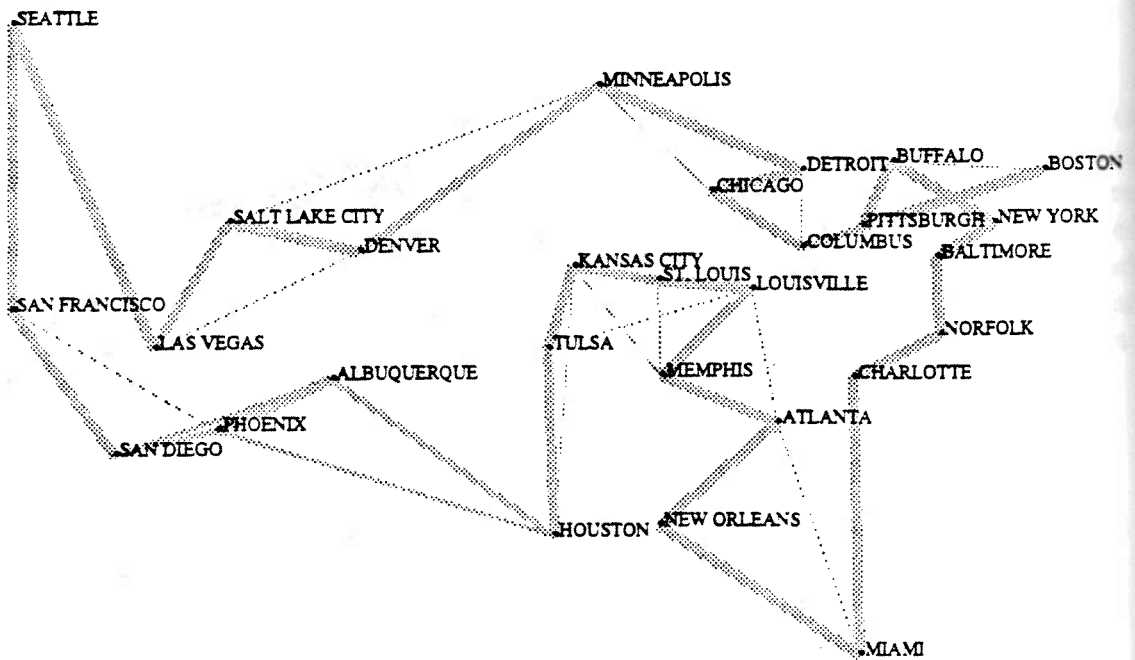 SEATTLE
MINNEAPOLIS
BUFFALO
DETROIT
BOSTON
CHICAGO
SALT LAKE CITY
PITTSBURGH
NEW YORK
DENVER
COLUMBUS
BALTIMORE
KANSAS CITY
ST. LOUIS
LOUISVILLE
SAN FRANCISCO
NORFOLK
LAS VEGAS
TULSA
ALBUQUERQUE
MEMPHIS
CHARLOTTE
PHOENIX
ATLANTA
SAN DIEGO
NEW ORLEANS
HOUSTON
MIAMI